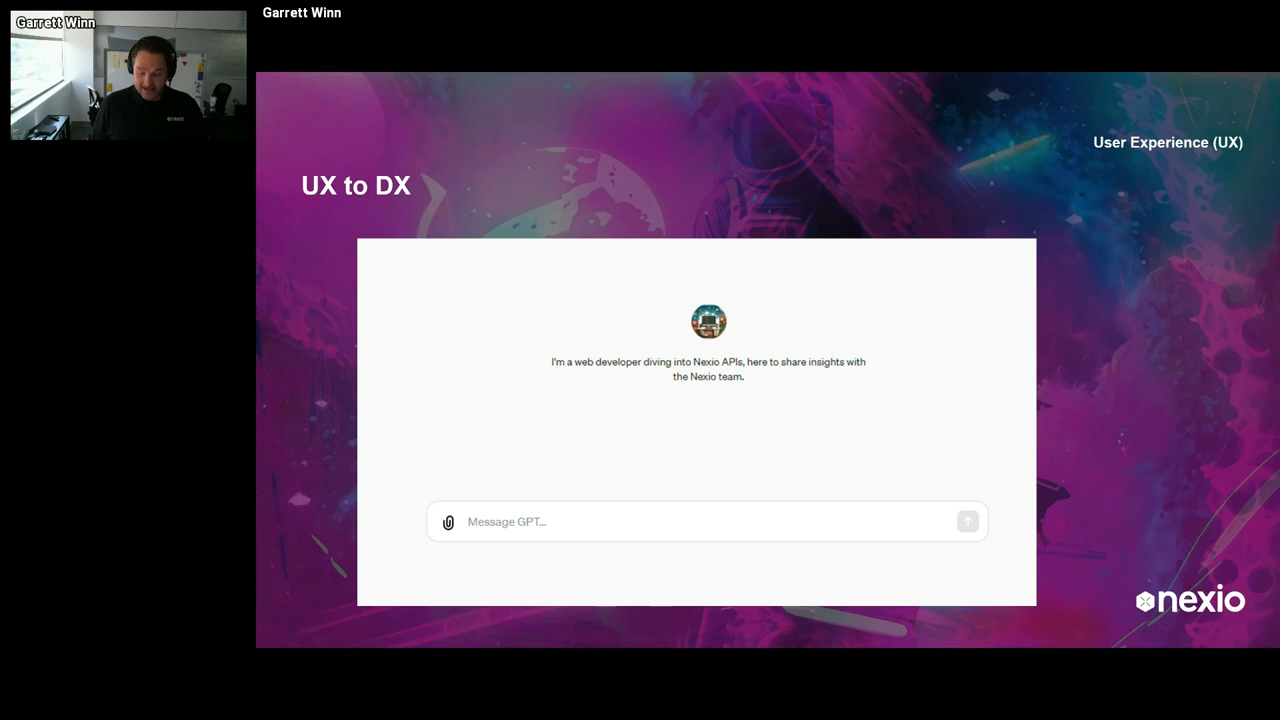 Garrett Winn
Garrett Winn
nexio
User Experience (UX)
UX to DX
I'm a web developer diving into Nexio APIs, here to share insights with
the Nexio team.
Message GPT...
nexio